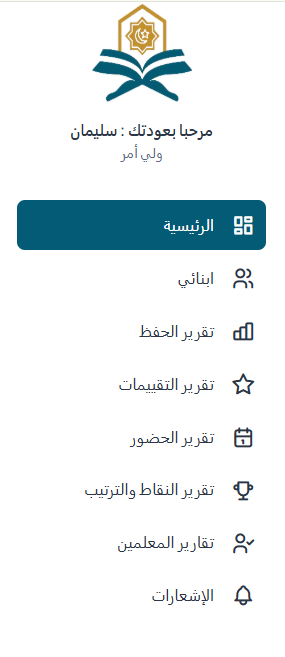 مرحبا بعودتك : سليمان
ولي أمر
الرئيسية
ابنائي
تقرير الحفظ
تقرير التقييمات
تقرير الحضور
تقرير النقاط والترتيب
تقارير المعلمين
الإشعارات